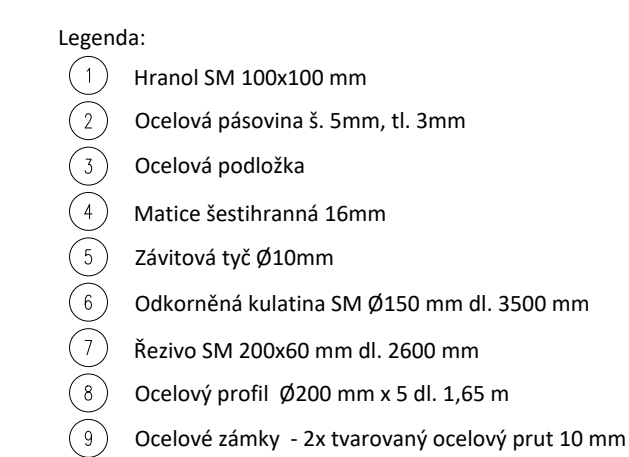 Legenda:
1 Hranol SM 100x100 mm
2 Ocelová pásovina š. 5mm, tl. 3mm
3 Ocelová podložka
4 Matice šestihranná 16mm
5 Závitová tyč Ø10mm
6 Odkorněná kulatina SM Ø150 mm dl. 3500 mm
7 Řezivo SM 200x60 mm dl. 2600 mm
8 Ocelový profil Ø200 mm x 5 dl. 1,65 m
9 Ocelové zámky - 2x tvarovaný ocelový prut 10 mm